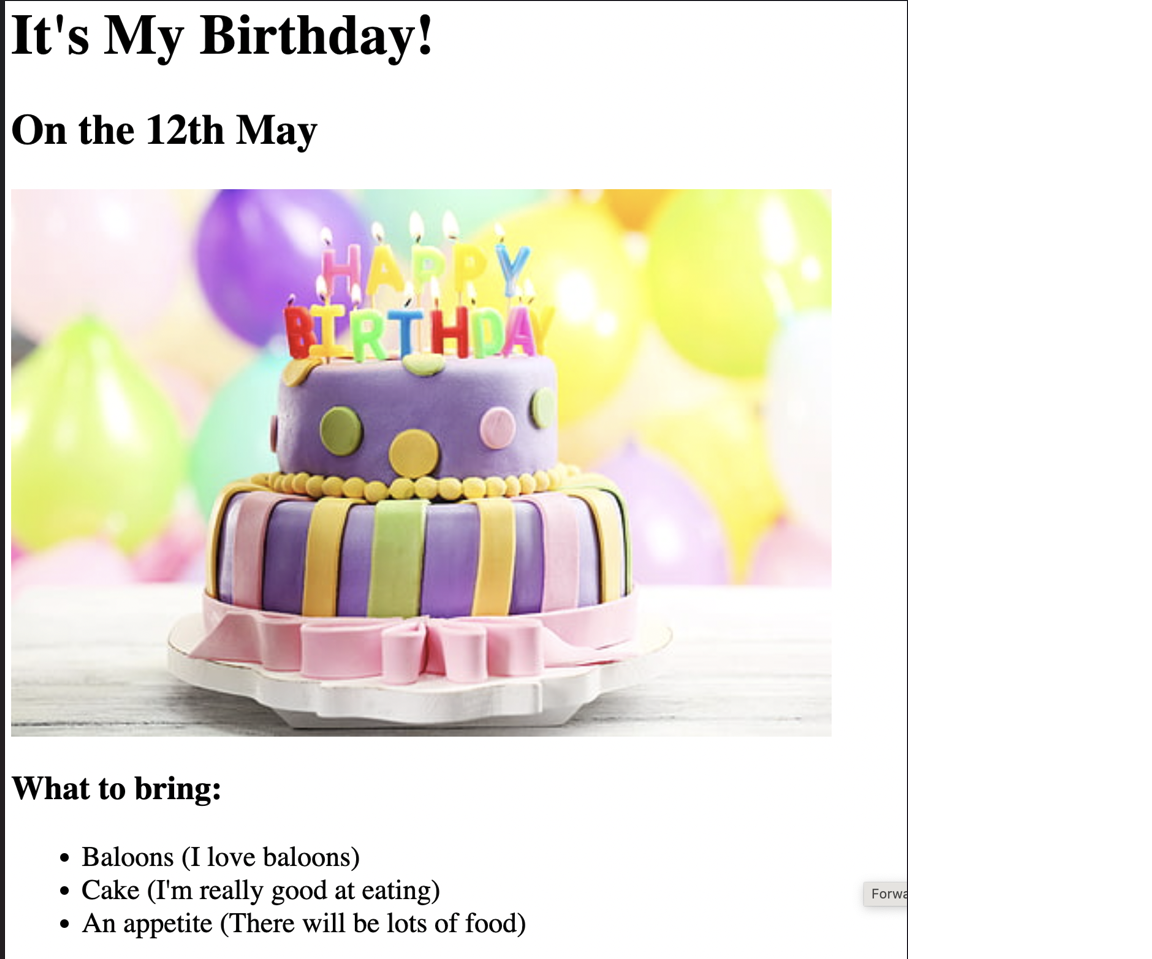 It's My Birthday!
On the 12th May
HAPPY
BIRTHDAY
What to bring:
Baloons (I love baloons)
Cake (I'm really good at eating)
An appetite (There will be lots of food)
Forwa